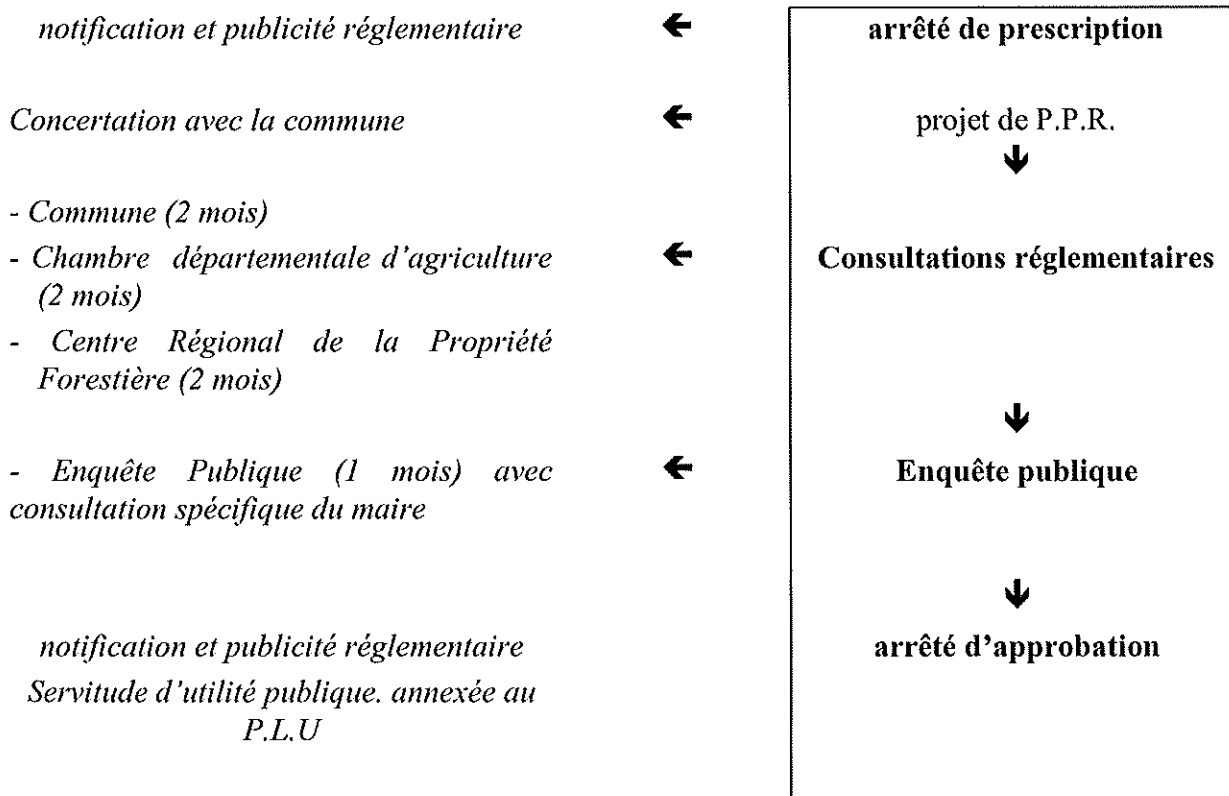 notification et publicité réglementaire ← arrêté de prescription
Concertation avec la commune ← projet de P.P.R.
↓
- Commune (2 mois)
- Chambre départementale d'agriculture ← Consultations réglementaires
(2 mois)
- Centre Régional de la Propriété
Forestière (2 mois)
↓
- Enquête Publique (1 mois) avec ← Enquête publique
consultation spécifique du maire
↓
notification et publicité réglementaire arrêté d'approbation
Servitude d'utilité publique. annexée au
P.L.U